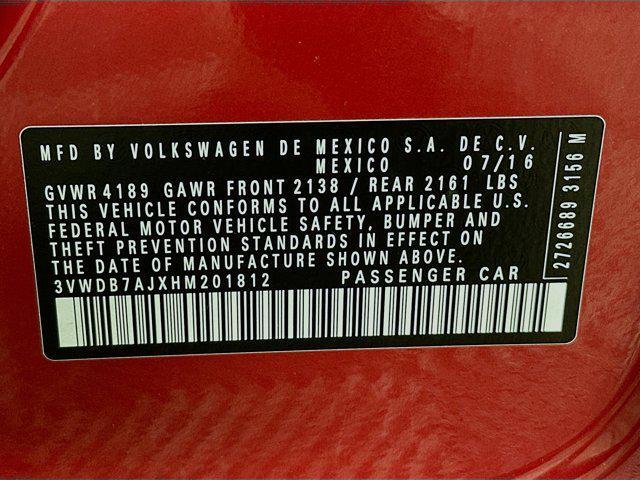 MFD BY VOLKSWAGEN DE MEXICO S.A. DE C.V.
MEXICO 07/16
GVWR 4189 GAWR FRONT 2138 / REAR 2161 LBS
THIS VEHICLE CONFORMS TO ALL APPLICABLE U.S.
FEDERAL MOTOR VEHICLE SAFETY, BUMPER AND
THEFT PREVENTION STANDARDS IN EFFECT ON
THE DATE OF MANUFACTURE SHOWN ABOVE.
3VWDB7AJXHM201812 PASSENGER CAR
2726689 3156 M